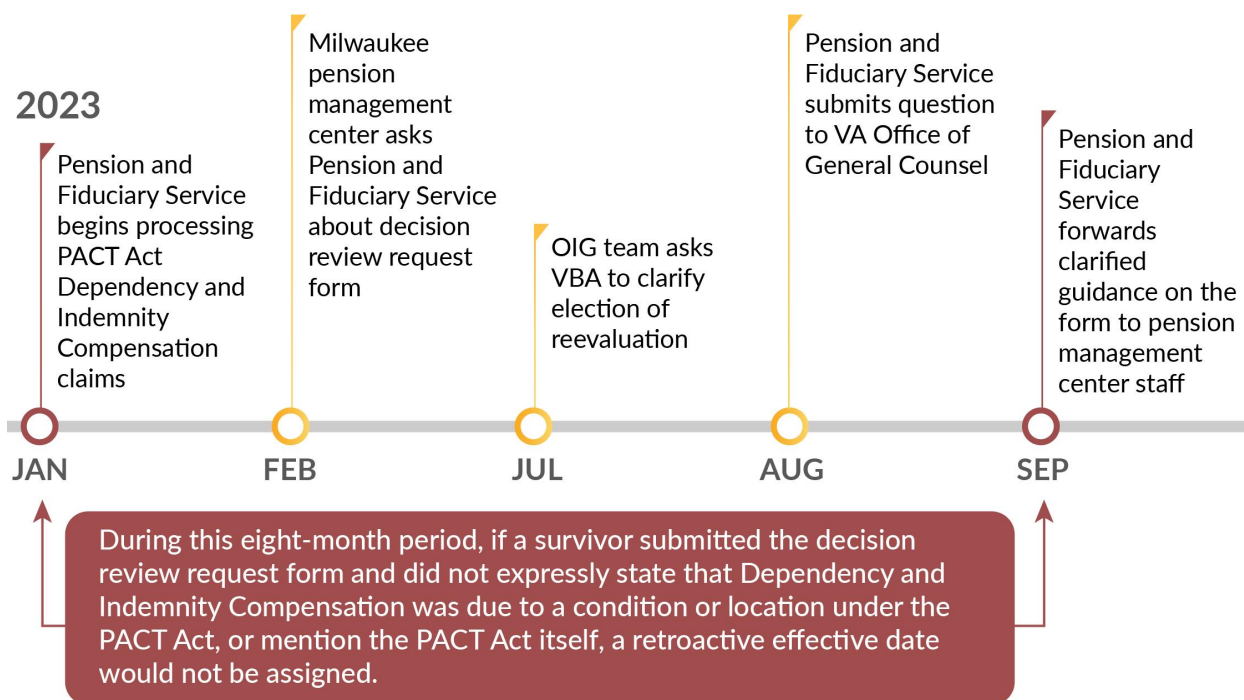 2023
Pension and
Fiduciary Service
begins processing
PACT Act
Dependency and
Indemnity
Compensation
claims
Milwaukee
pension
management
center asks
Pension and
Fiduciary Service
about decision
review request
form
OIG team asks
VBA to clarify
election of
reevaluation
Pension and
Fiduciary Service
submits question
to VA Office of
General Counsel
Pension and
Fiduciary
Service
forwards
clarified
guidance on the
form to pension
management
center staff
JAN
FEB
JUL
AUG
SEP
During this eight-month period, if a survivor submitted the decision
review request form and did not expressly state that Dependency and
Indemnity Compensation was due to a condition or location under the
PACT Act, or mention the PACT Act itself, a retroactive effective date
would not be assigned.